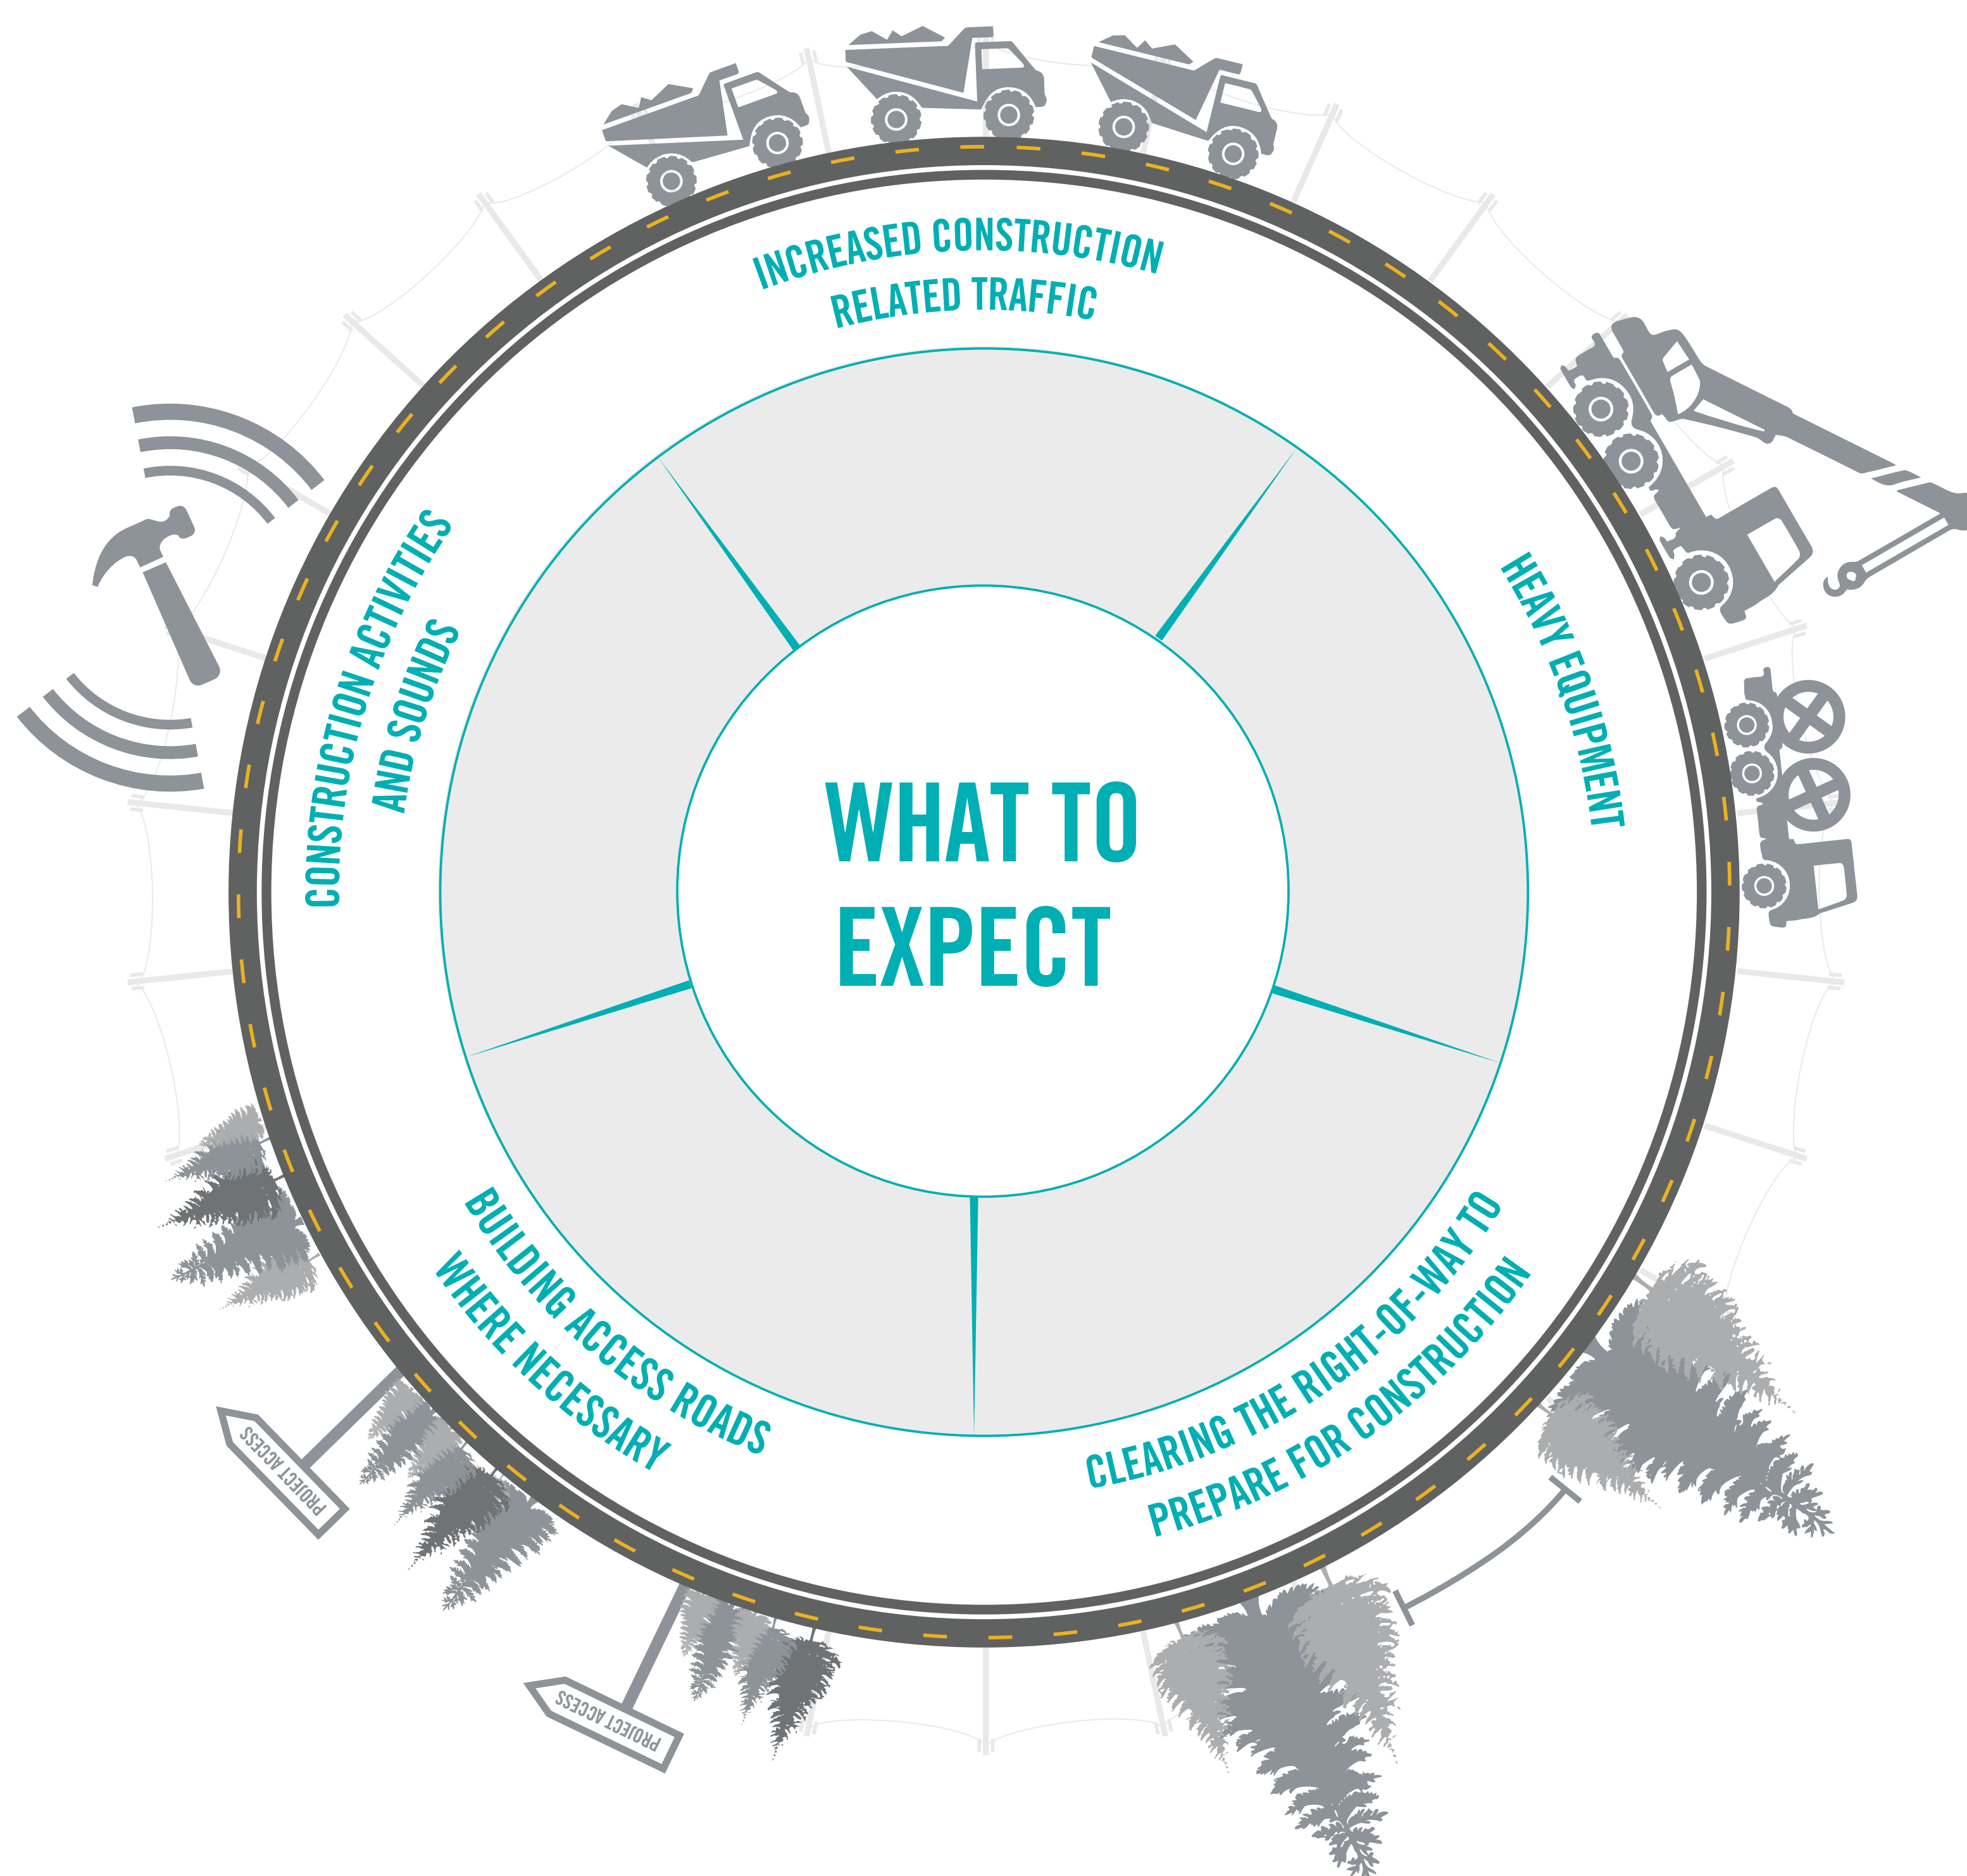 INCREASED CONSTRUCTION
RELATED TRAFFIC
HEAVY EQUIPMENT
CLEARING THE RIGHT-OF-WAY TO
PREPARE FOR CONSTRUCTION
BUILDING ACCESS ROADS
WHERE NECESSARY
CONSTRUCTION ACTIVITIES
AND SOUNDS
WHAT TO
EXPECT
PROJECT ACCESS
PROJECT ACCESS